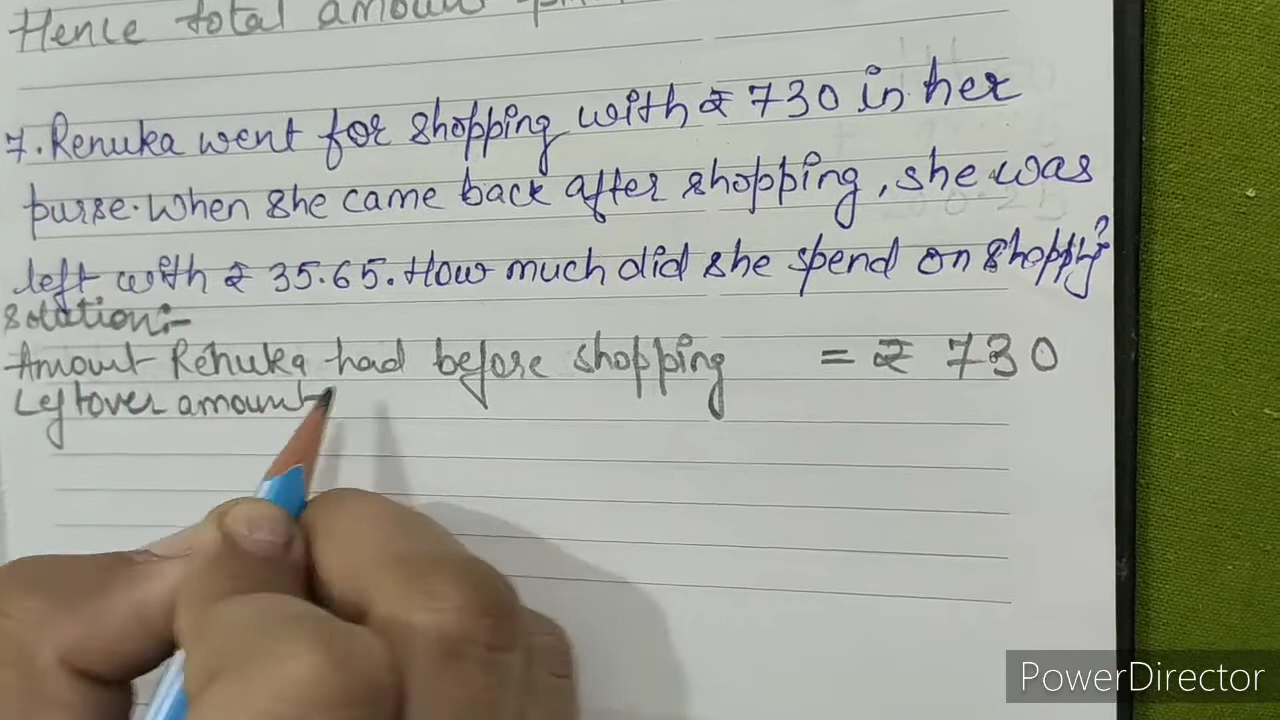 Hence total amount
7. Renuka went for shopping with ₹ 730 in her
purse. When she came back after shopping, she was
left with ₹ 35.65. How much did she spend on shopping?
Solution:-
Amount Renuka had before shopping = ₹ 730
Leftover amount
PowerDirector